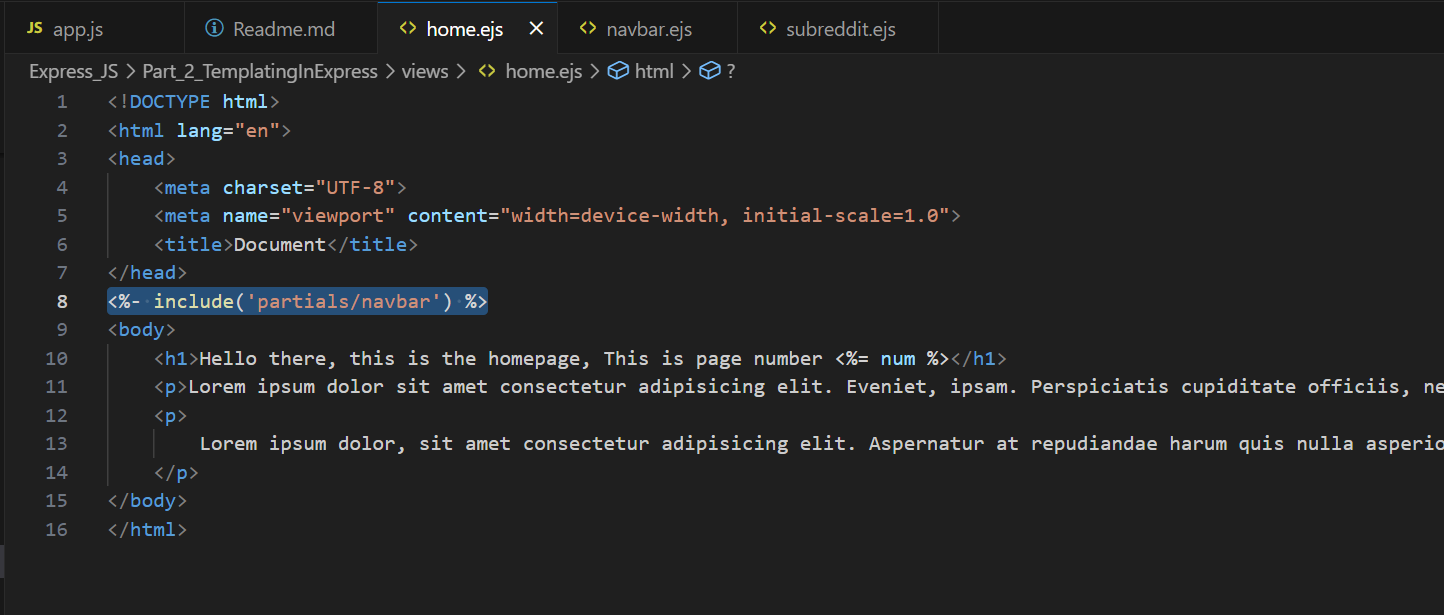 JS app.js Readme.md home.ejs navbar.ejs subreddit.ejs
Express_JS > Part_2_TemplatingInExpress > views > home.ejs > html > ?
1 <!DOCTYPE html>
2 <html lang="en">
3 <head>
4 <meta charset="UTF-8">
5 <meta name="viewport" content="width=device-width, initial-scale=1.0">
6 <title>Document</title>
7 </head>
8 <%- include('partials/navbar') %>
9 <body>
10 <h1>Hello there, this is the homepage, This is page number <%= num %></h1>
11 <p>Lorem ipsum dolor sit amet consectetur adipisicing elit. Eveniet, ipsam. Perspiciatis cupiditate officiis, ne
12 <p>
13 Lorem ipsum dolor, sit amet consectetur adipisicing elit. Aspernatur at repudiandae harum quis nulla asperio
14 </p>
15 </body>
16 </html>